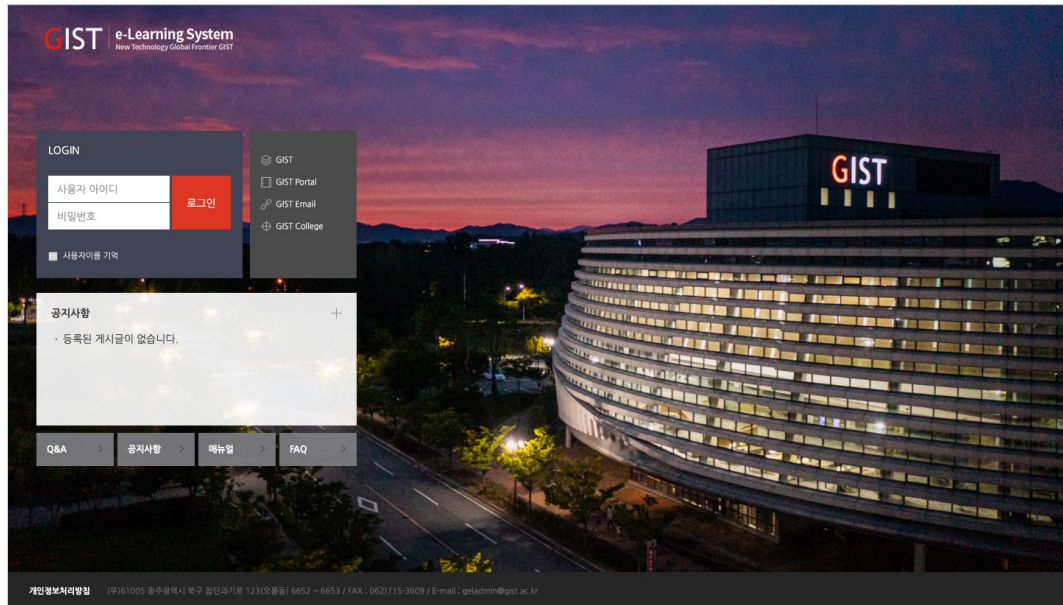 GIST
e-Learning System
New Technology Global Frontier GIST
LOGIN
사용자 아이디
비밀번호
로그인
사용자이름 기억
GIST
GIST Portal
GIST Email
GIST College
GIST
공지사항
· 등록된 게시글이 없습니다.
Q&A
공지사항
매뉴얼
FAQ
개인정보처리방침 (우)61005 광주광역시 북구 첨단과기로 123(오룡동) 6652 ~ 6653 / FAX : 062)715-3609 / E-mail : geladmin@gist.ac.kr